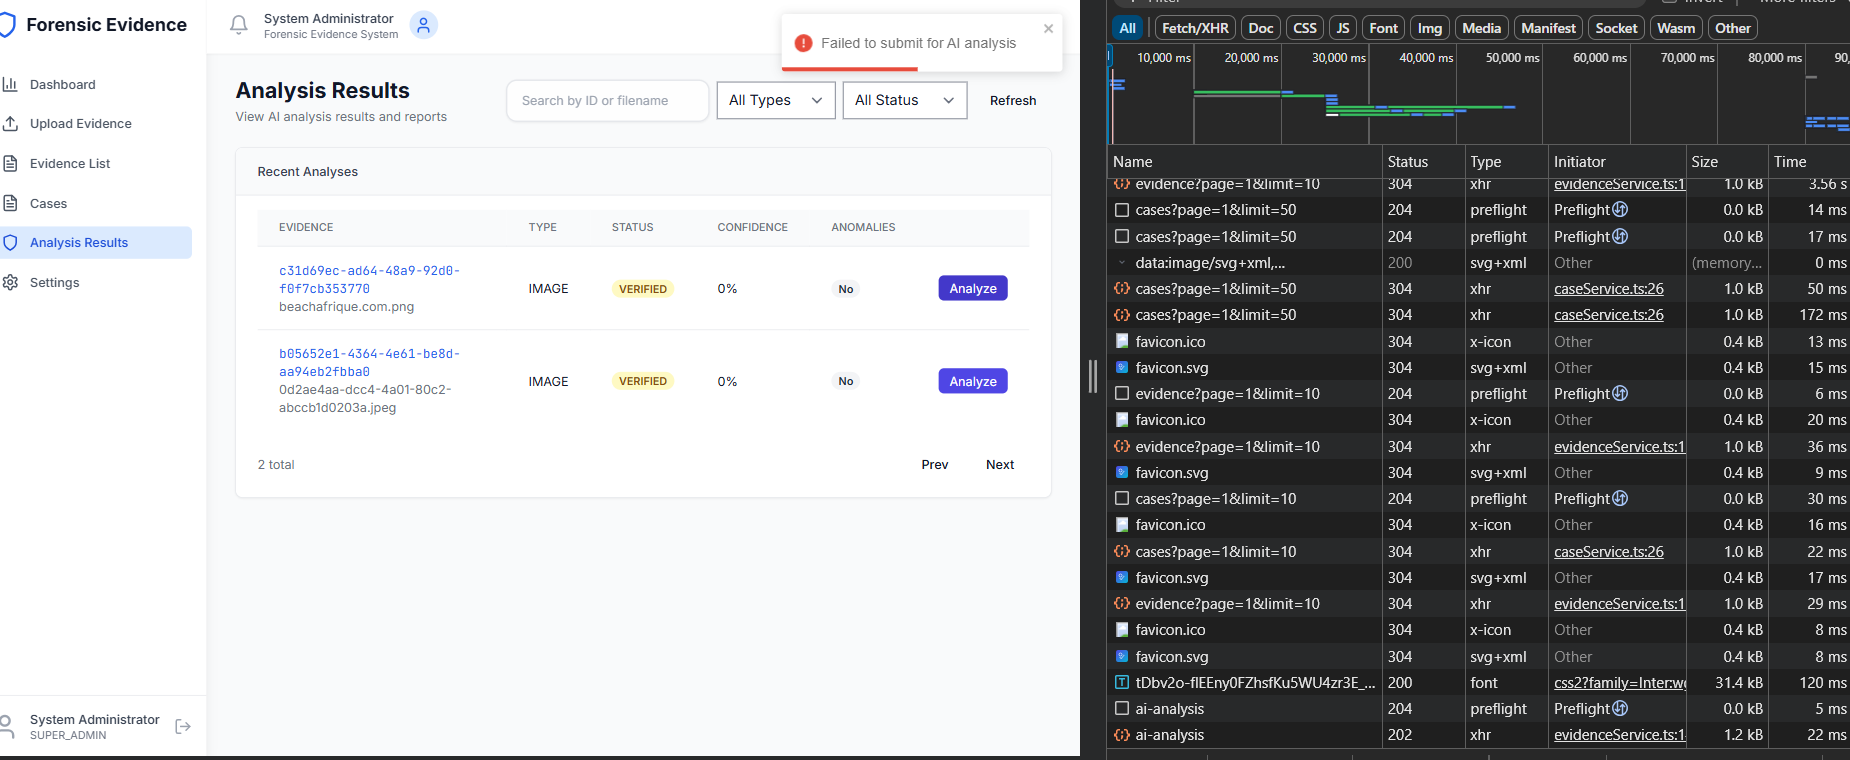 Forensic Evidence
System Administrator
Forensic Evidence System
Failed to submit for AI analysis
Dashboard
Upload Evidence
Evidence List
Cases
Analysis Results
Settings
System Administrator
SUPER_ADMIN
Analysis Results
View AI analysis results and reports
Search by ID or filename
All Types
All Status
Refresh
Recent Analyses
EVIDENCE TYPE STATUS CONFIDENCE ANOMALIES
c31d69ec-ad64-48a9-92d0-
f0f7cb353770
beachafrique.com.png
IMAGE VERIFIED 0% No Analyze
b05652e1-4364-4e61-be8d-
aa94eb2fbba0
0d2ae4aa-dcc4-4a01-80c2-
abccb1d0203a.jpeg
IMAGE VERIFIED 0% No Analyze
2 total
Prev Next
All Fetch/XHR Doc CSS JS Font Img Media Manifest Socket Wasm Other
10,000 ms 20,000 ms 30,000 ms 40,000 ms 50,000 ms 60,000 ms 70,000 ms 80,000 ms 90,
Name Status Type Initiator Size Time
evidence?page=1&limit=10 304 xhr evidenceService.ts:1 1.0 kB 3.56 s
cases?page=1&limit=50 204 preflight Preflight 0.0 kB 14 ms
cases?page=1&limit=50 204 preflight Preflight 0.0 kB 17 ms
data:image/svg+xml,... 200 svg+xml Other (memory... 0 ms
cases?page=1&limit=50 304 xhr caseService.ts:26 1.0 kB 50 ms
cases?page=1&limit=50 304 xhr caseService.ts:26 1.0 kB 172 ms
favicon.ico 304 x-icon Other 0.4 kB 13 ms
favicon.svg 304 svg+xml Other 0.4 kB 15 ms
evidence?page=1&limit=10 204 preflight Preflight 0.0 kB 6 ms
favicon.ico 304 x-icon Other 0.4 kB 20 ms
evidence?page=1&limit=10 304 xhr evidenceService.ts:1 1.0 kB 36 ms
favicon.svg 304 svg+xml Other 0.4 kB 9 ms
cases?page=1&limit=10 204 preflight Preflight 0.0 kB 30 ms
favicon.ico 304 x-icon Other 0.4 kB 16 ms
cases?page=1&limit=10 304 xhr caseService.ts:26 1.0 kB 22 ms
favicon.svg 304 svg+xml Other 0.4 kB 17 ms
evidence?page=1&limit=10 304 xhr evidenceService.ts:1 1.0 kB 29 ms
favicon.ico 304 x-icon Other 0.4 kB 8 ms
favicon.svg 304 svg+xml Other 0.4 kB 8 ms
tDbv2o-flEEny0FZhsfKu5WU4zr3E_... 200 font css2?family=Inter:w 31.4 kB 120 ms
ai-analysis 204 preflight Preflight 0.0 kB 5 ms
ai-analysis 202 xhr evidenceService.ts:1 1.2 kB 22 ms